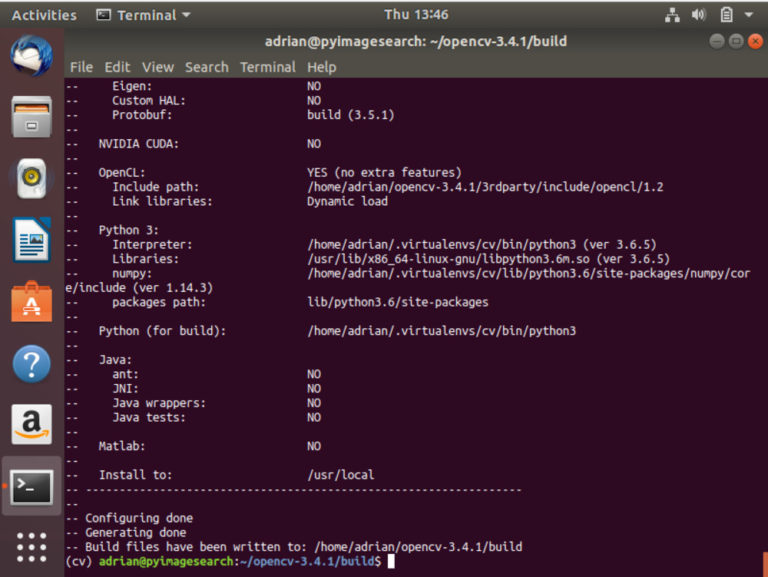 Activities Terminal Thu 13:46
adrian@pyimagesearch: ~/opencv-3.4.1/build
File Edit View Search Terminal Help
--     Eigen:                       NO
--     Custom HAL:                  NO
--     Protobuf:                    build (3.5.1)
--
--   NVIDIA CUDA:                   NO
--
--   OpenCL:                        YES (no extra features)
--     Include path:                /home/adrian/opencv-3.4.1/3rdparty/include/opencl/1.2
--     Link libraries:              Dynamic load
--
--   Python 3:
--     Interpreter:                 /home/adrian/.virtualenvs/cv/bin/python3 (ver 3.6.5)
--     Libraries:                   /usr/lib/x86_64-linux-gnu/libpython3.6m.so (ver 3.6.5)
--     numpy:                       /home/adrian/.virtualenvs/cv/lib/python3.6/site-packages/numpy/cor
e/include (ver 1.14.3)
--     packages path:               lib/python3.6/site-packages
--
--   Python (for build):            /home/adrian/.virtualenvs/cv/bin/python3
--
--   Java:
--     ant:                         NO
--     JNI:                         NO
--     Java wrappers:               NO
--     Java tests:                  NO
--
--   Matlab:                        NO
--
--   Install to:                    /usr/local
-- -----------------------------------------------------------------
--
-- Configuring done
-- Generating done
-- Build files have been written to: /home/adrian/opencv-3.4.1/build
(cv) adrian@pyimagesearch:~/opencv-3.4.1/build$